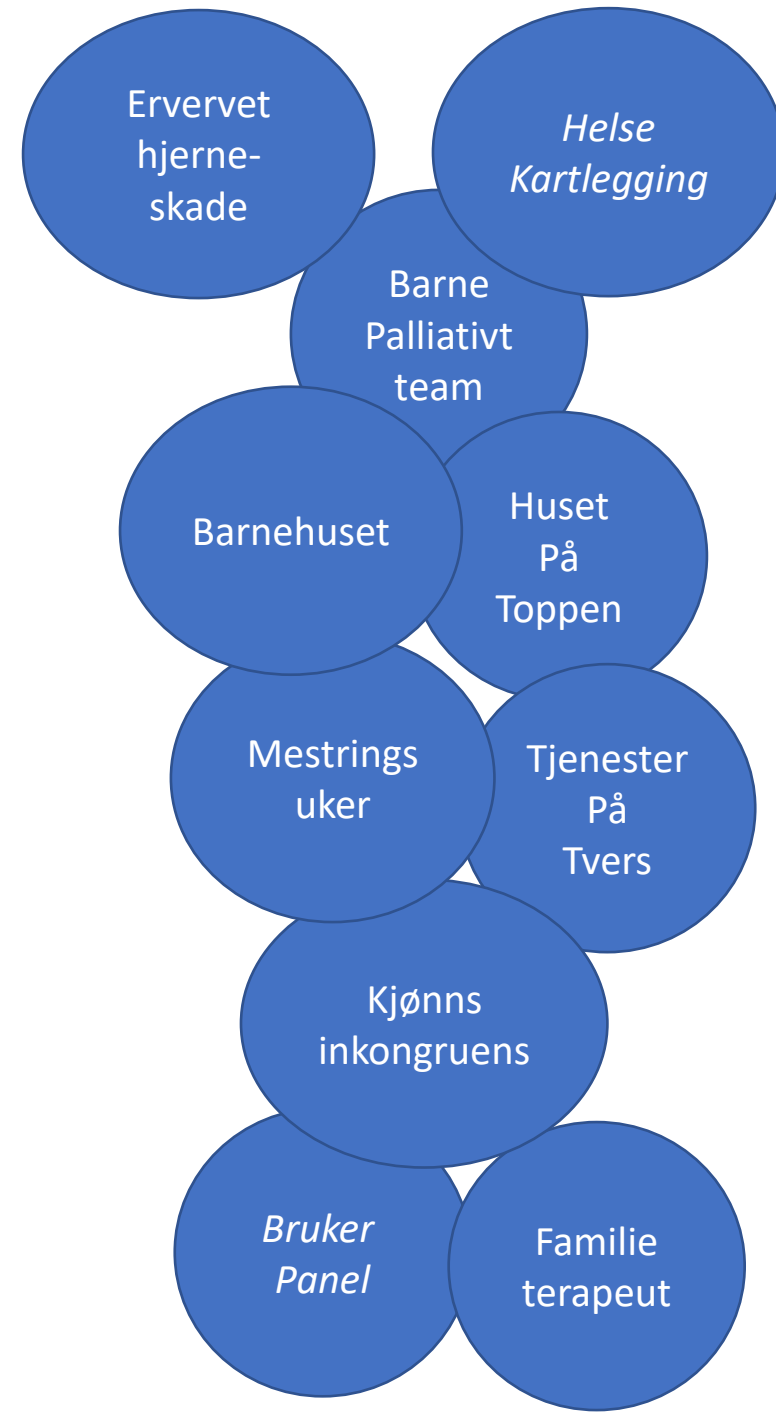 Ervervet
hjerne-
skade
Helse
Kartlegging
Barne
Palliativt
team
Barnehuset
Huset
På
Toppen
Mestrings
uker
Tjenester
På
Tvers
Kjønns
inkongruens
Bruker
Panel
Familie
terapeut